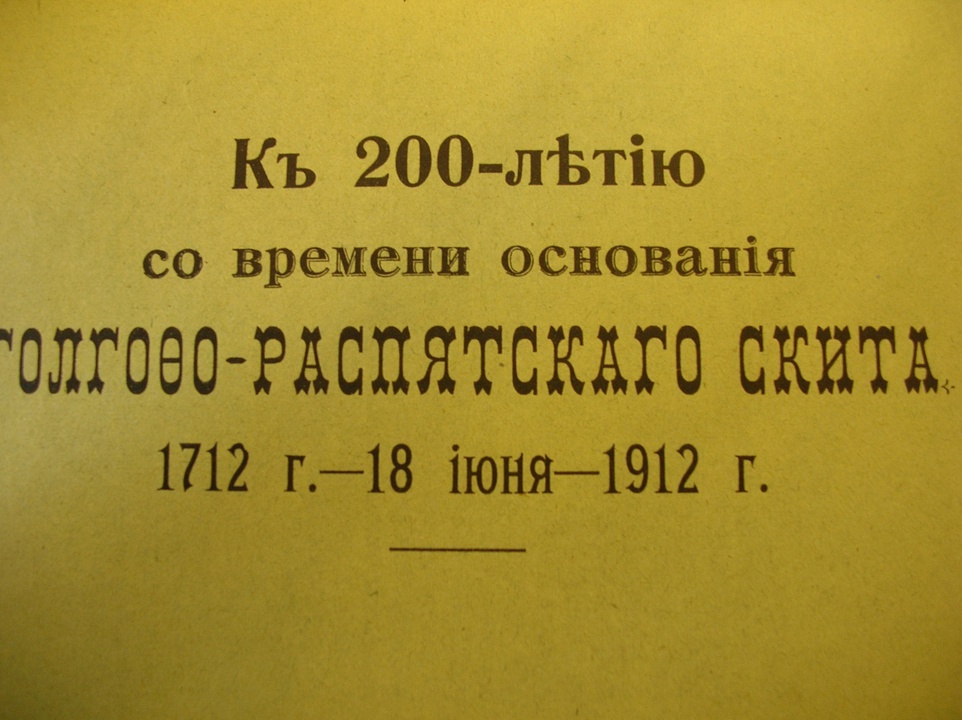 Къ 200-лѣтію
со времени основанія
ГОЛГОѲО-РАСПЯТСКАГО СКИТА
1712 г.—18 іюня—1912 г.